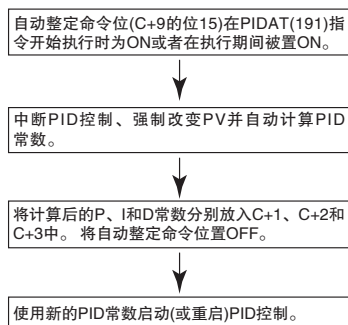 自动整定命令位(C+9的位15)在PIDAT(191)指
令开始执行时为ON或者在执行期间被置ON。
中断PID控制、强制改变PV并自动计算PID
常数。
将计算后的P、I和D常数分别放入C+1、C+2和
C+3中。 将自动整定命令位置OFF。
使用新的PID常数启动(或重启)PID控制。